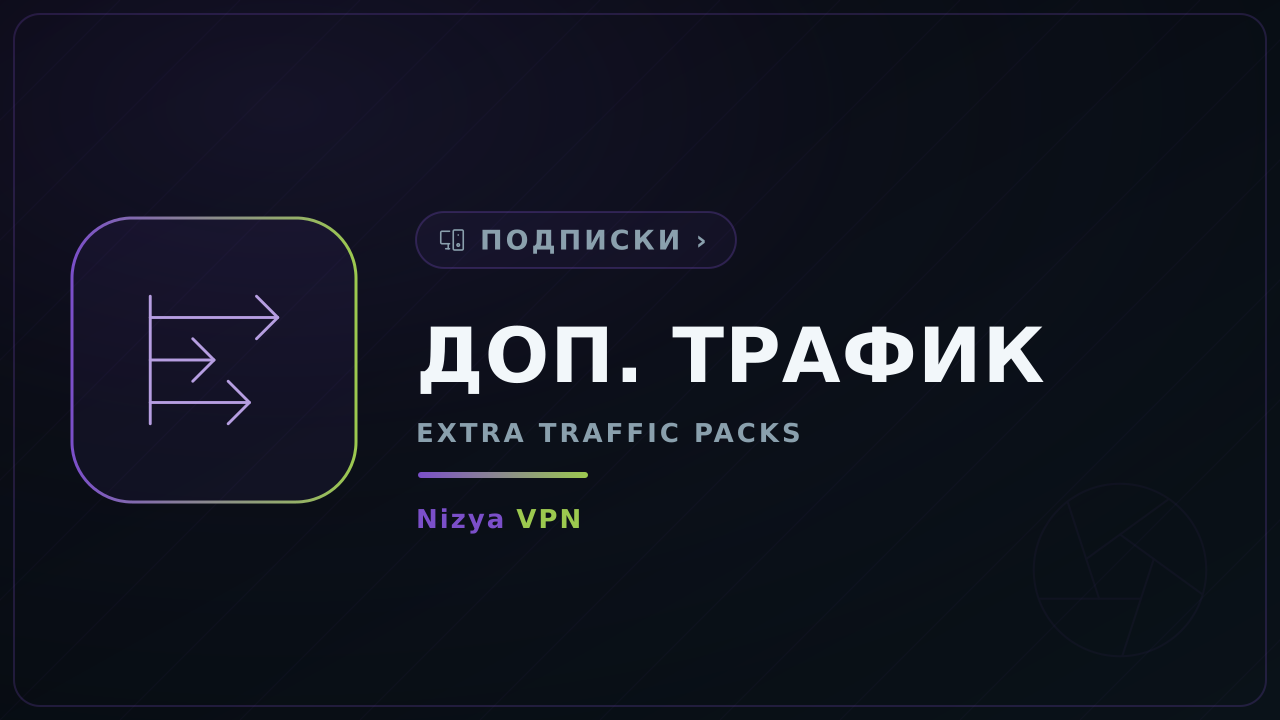 ПОДПИСКИ ›
ДОП. ТРАФИК
EXTRA TRAFFIC PACKS
Nizya VPN